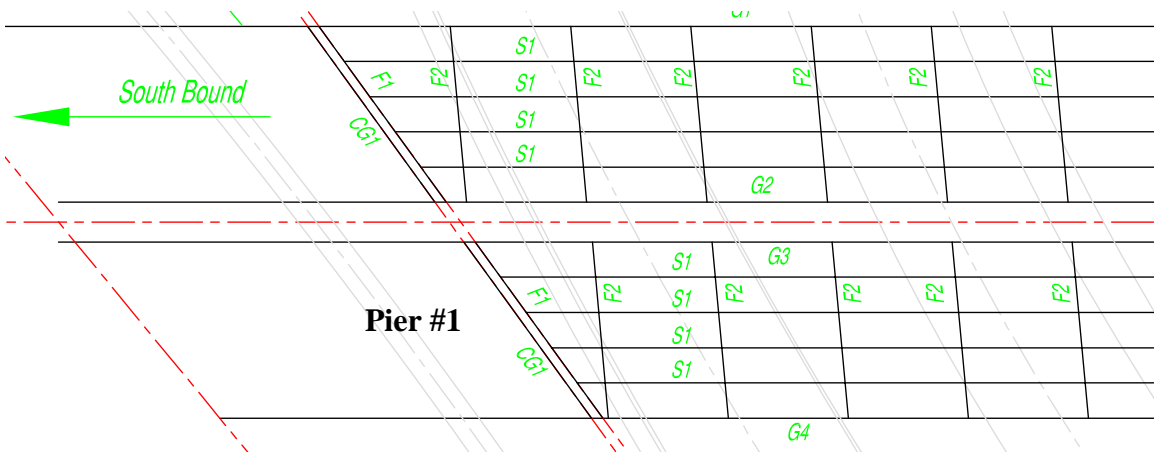 G1
S1
F1 F2 S1 F2 F2 F2 F2 F2
South Bound
CG1 S1
S1
G2
S1 G3
F1 F2 S1 F2 F2 F2 F2
Pier #1
S1
CG1 S1
G4